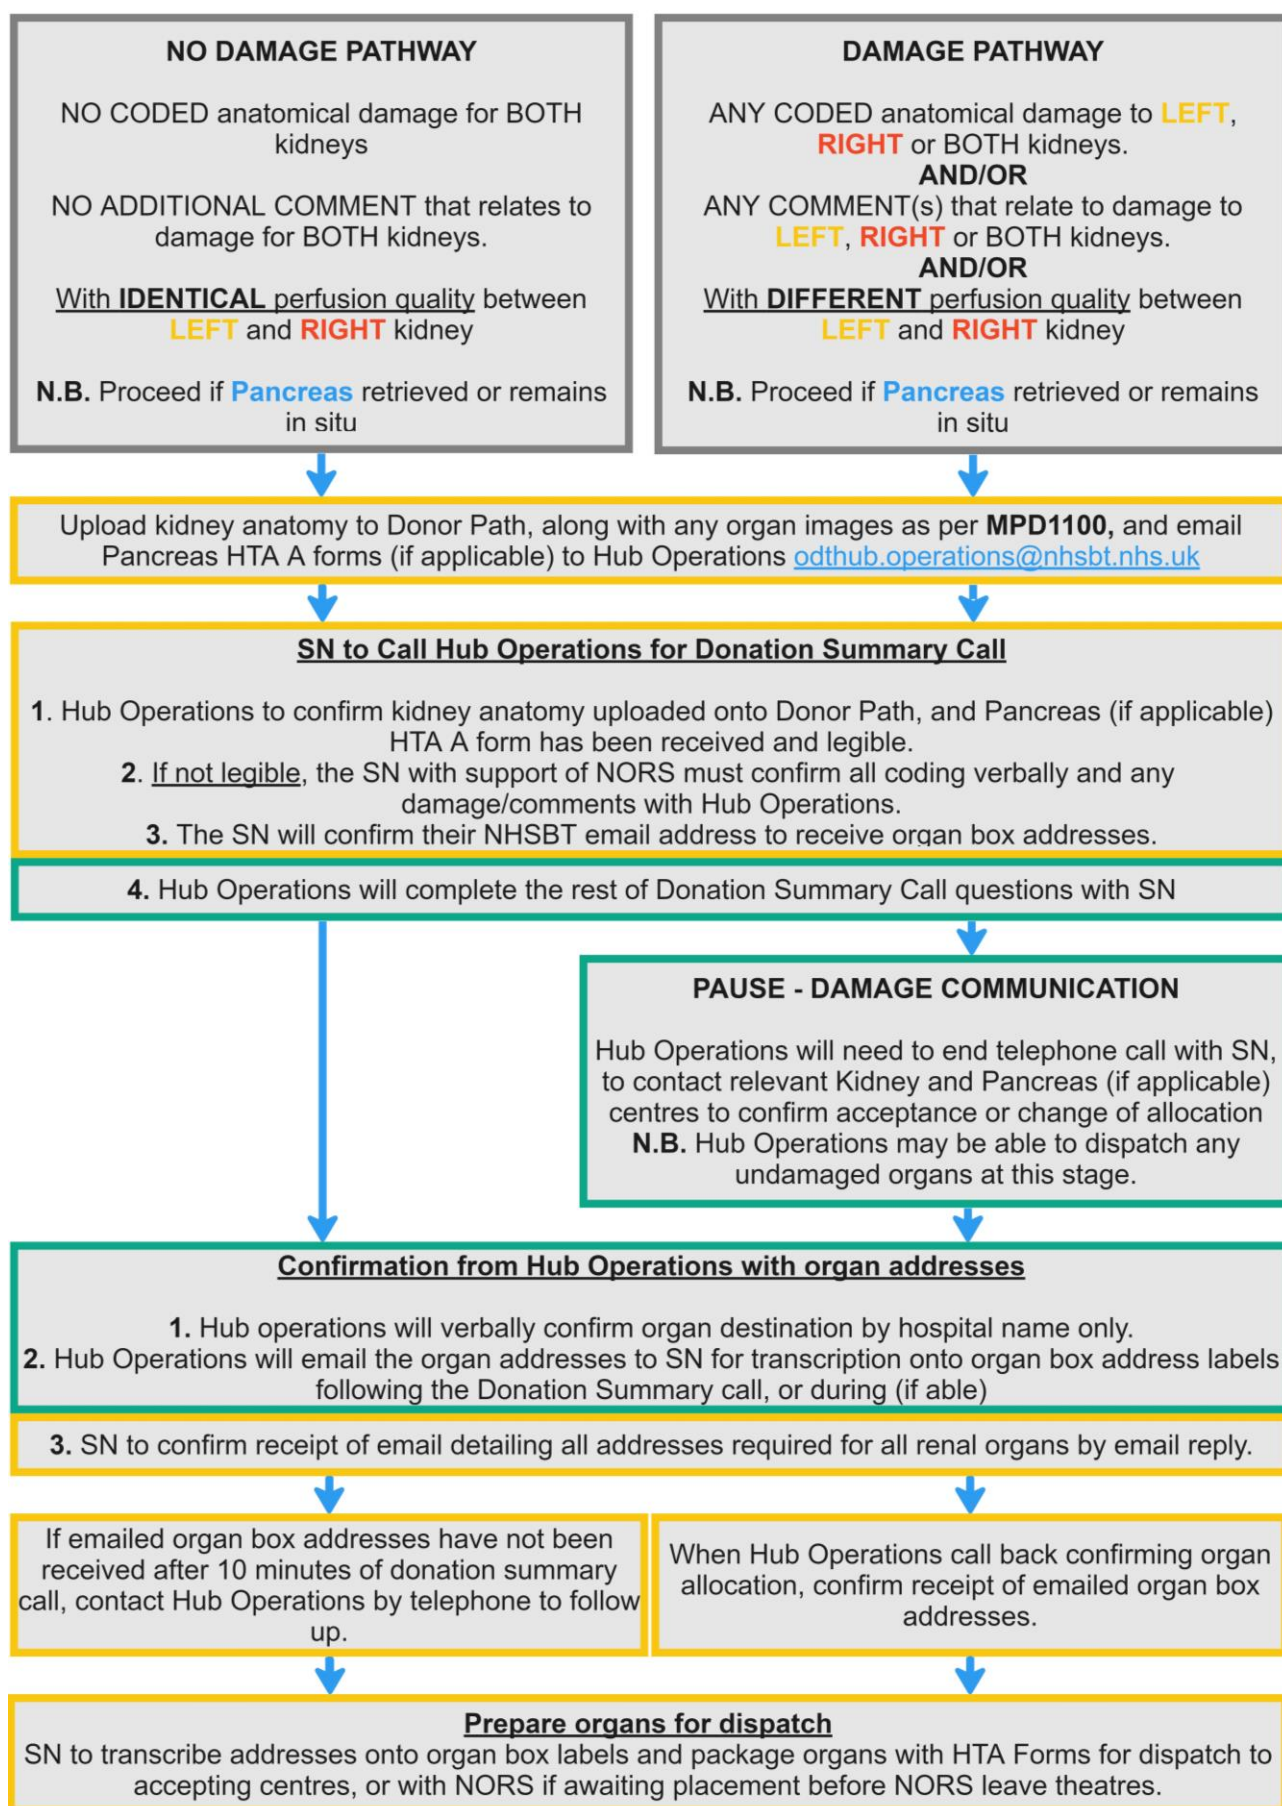 NO DAMAGE PATHWAY
NO CODED anatomical damage for BOTH
kidneys
NO ADDITIONAL COMMENT that relates to
damage for BOTH kidneys.
With IDENTICAL perfusion quality between
LEFT and RIGHT kidney
N.B. Proceed if Pancreas retrieved or remains
in situ
DAMAGE PATHWAY
ANY CODED anatomical damage to LEFT,
RIGHT or BOTH kidneys.
AND/OR
ANY COMMENT(s) that relate to damage to
LEFT, RIGHT or BOTH kidneys.
AND/OR
With DIFFERENT perfusion quality between
LEFT and RIGHT kidney
N.B. Proceed if Pancreas retrieved or remains
in situ
Upload kidney anatomy to Donor Path, along with any organ images as per MPD1100, and email
Pancreas HTA A forms (if applicable) to Hub Operations odthub.operations@nhsbt.nhs.uk
SN to Call Hub Operations for Donation Summary Call
1. Hub Operations to confirm kidney anatomy uploaded onto Donor Path, and Pancreas (if applicable)
HTA A form has been received and legible.
2. If not legible, the SN with support of NORS must confirm all coding verbally and any
damage/comments with Hub Operations.
3. The SN will confirm their NHSBT email address to receive organ box addresses.
4. Hub Operations will complete the rest of Donation Summary Call questions with SN
PAUSE - DAMAGE COMMUNICATION
Hub Operations will need to end telephone call with SN,
to contact relevant Kidney and Pancreas (if applicable)
centres to confirm acceptance or change of allocation
N.B. Hub Operations may be able to dispatch any
undamaged organs at this stage.
Confirmation from Hub Operations with organ addresses
1. Hub operations will verbally confirm organ destination by hospital name only.
2. Hub Operations will email the organ addresses to SN for transcription onto organ box address labels
following the Donation Summary call, or during (if able)
3. SN to confirm receipt of email detailing all addresses required for all renal organs by email reply.
If emailed organ box addresses have not been
received after 10 minutes of donation summary
call, contact Hub Operations by telephone to follow
up.
When Hub Operations call back confirming organ
allocation, confirm receipt of emailed organ box
addresses.
Prepare organs for dispatch
SN to transcribe addresses onto organ box labels and package organs with HTA Forms for dispatch to
accepting centres, or with NORS if awaiting placement before NORS leave theatres.